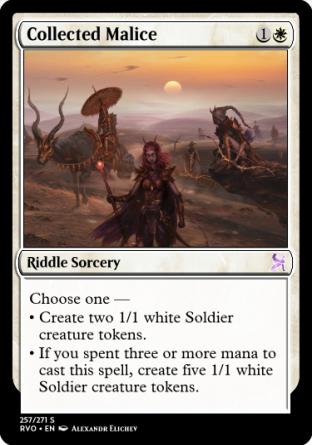 Collected Malice 1
Riddle Sorcery
Choose one —
• Create two 1/1 white Soldier
creature tokens.
• If you spent three or more mana to
cast this spell, create five 1/1 white
Soldier creature tokens.
257/271 S
RVO • EN Alexandr Elichev